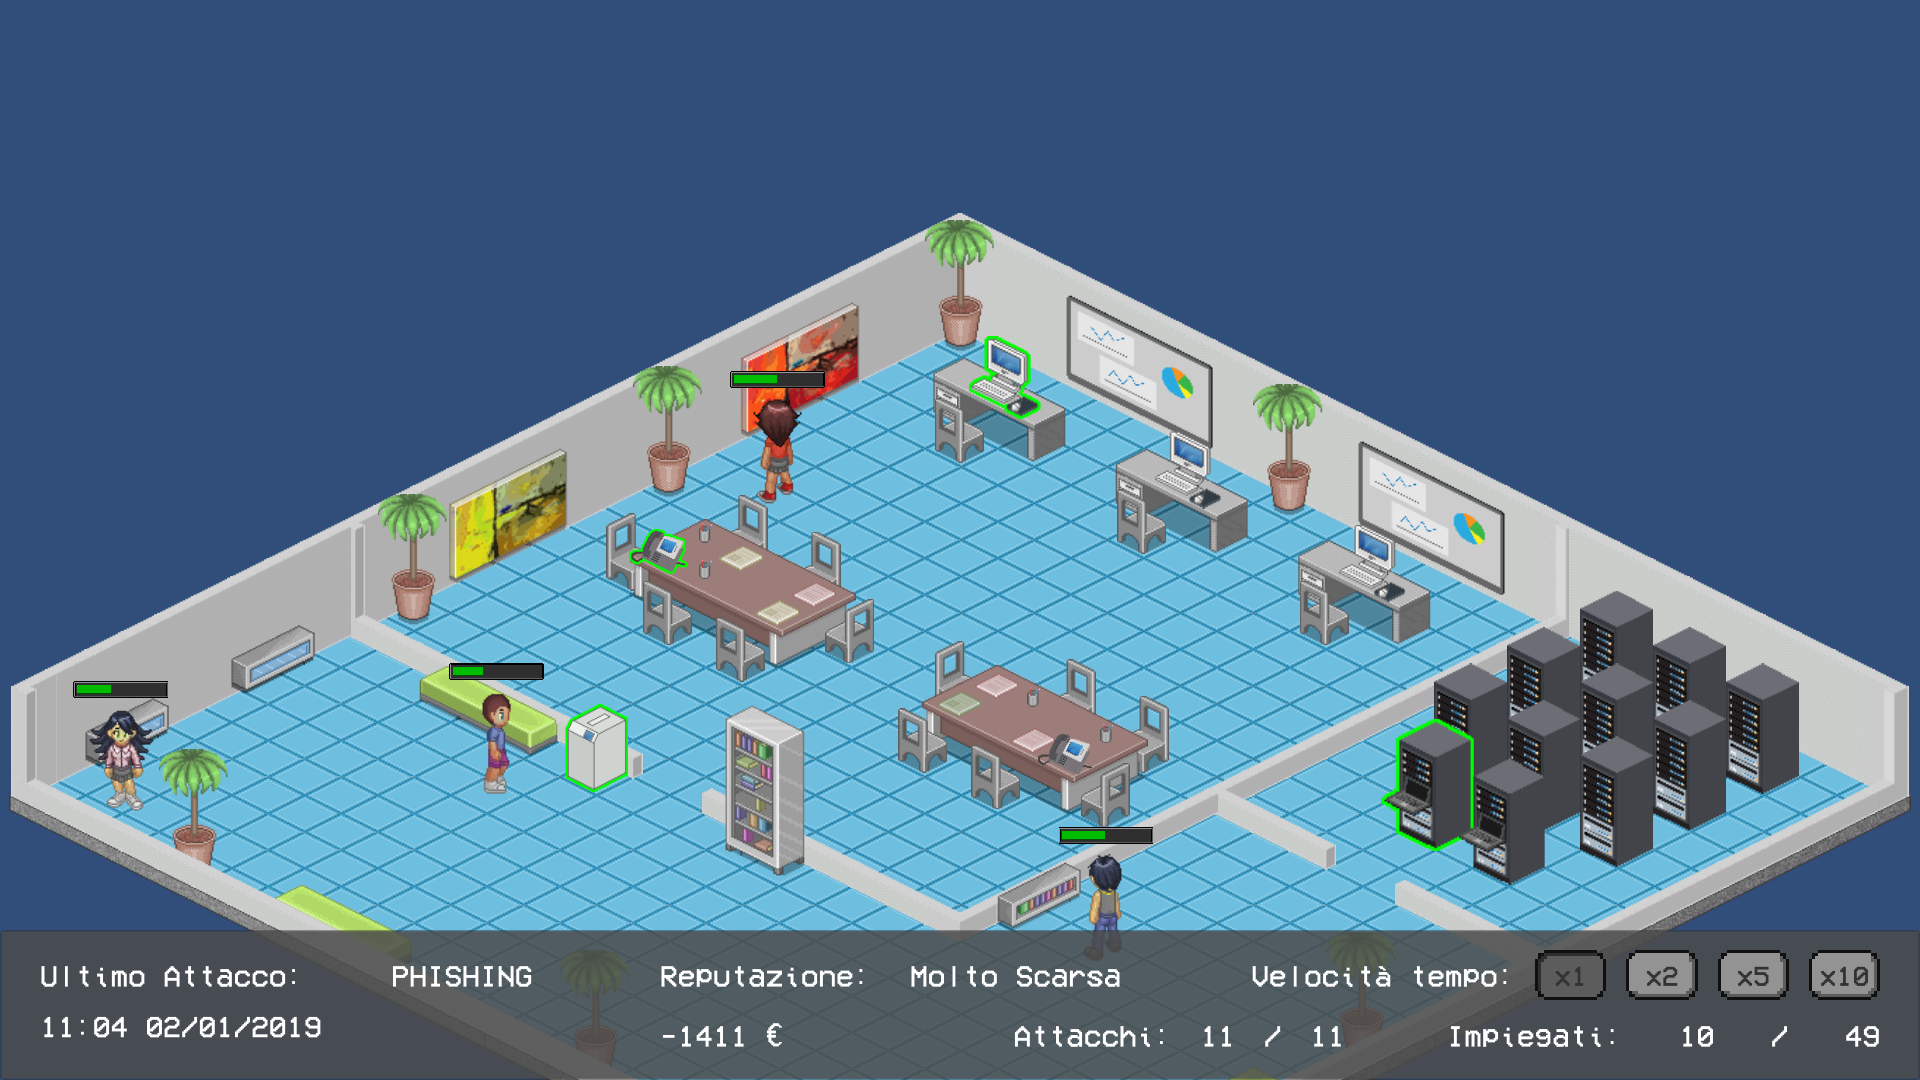 Ultimo Attacco: PHISHING Reputazione: Molto Scarsa Velocità tempo: x1 x2 x5 x10
11:04 02/01/2019 -1411 € Attacchi: 11 / 11 Impiegati: 10 / 49